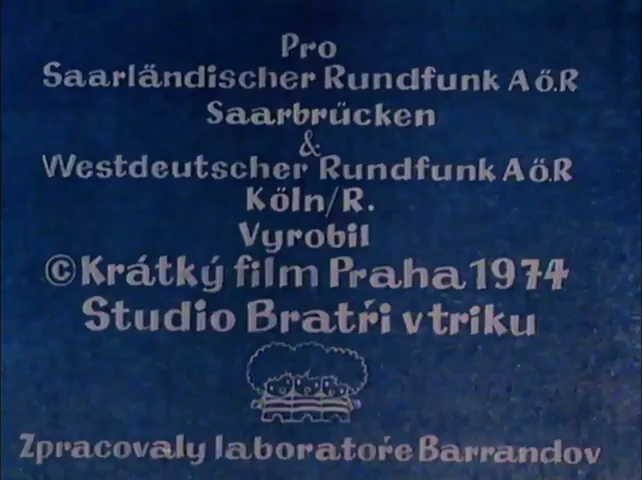 Pro
Saarländischer Rundfunk A ö.R
Saarbrücken
&
Westdeutscher Rundfunk A ö.R
Köln/R.
Vyrobil
© Krátký film Praha 1974
Studio Bratři v triku
Zpracovaly laboratoře Barrandov